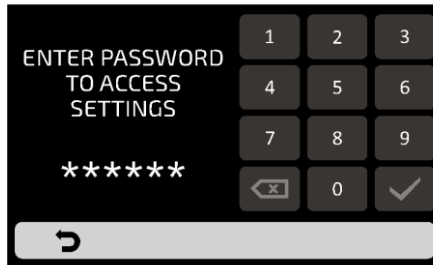 ENTER PASSWORD
TO ACCESS
SETTINGS
******
1 2 3
4 5 6
7 8 9
0